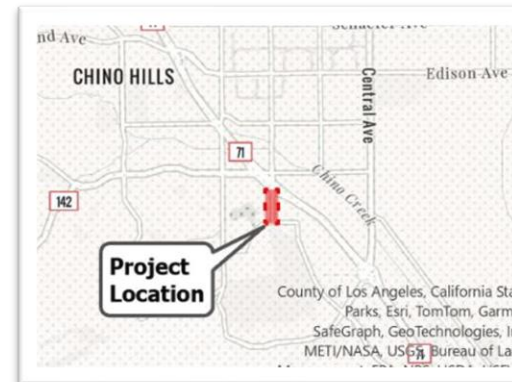 nd Ave
CHINO HILLS
Central Ave
Edison Ave
71
Chino Creek
142
Project
Location
County of Los Angeles, California Sta
Parks, Esri, TomTom, Garm
SafeGraph, GeoTechnologies, I
METI/NASA, USGS, Bureau of La
71